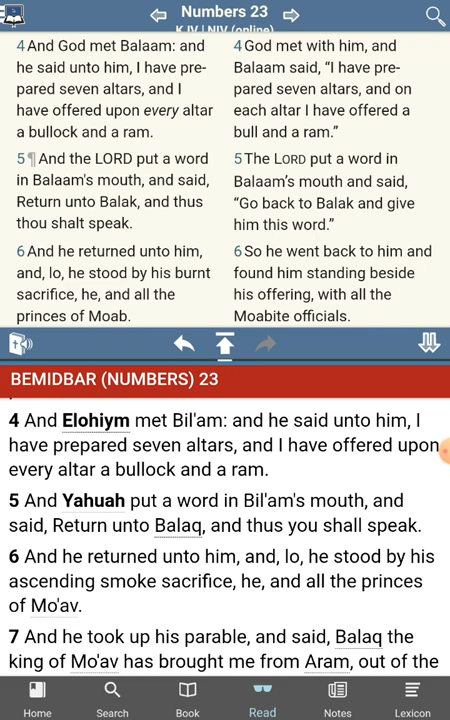 Numbers 23
KJV | NIV (online)
4 And God met Balaam: and
he said unto him, I have pre-
pared seven altars, and I
have offered upon every altar
a bullock and a ram.
5 ¶ And the LORD put a word
in Balaam's mouth, and said,
Return unto Balak, and thus
thou shalt speak.
6 And he returned unto him,
and, lo, he stood by his burnt
sacrifice, he, and all the
princes of Moab.
4 God met with him, and
Balaam said, “I have pre-
pared seven altars, and on
each altar I have offered a
bull and a ram.”
5 The LORD put a word in
Balaam’s mouth and said,
“Go back to Balak and give
him this word.”
6 So he went back to him and
found him standing beside
his offering, with all the
Moabite officials.
BEMIDBAR (NUMBERS) 23
4 And Elohiym met Bil'am: and he said unto him, I
have prepared seven altars, and I have offered upon
every altar a bullock and a ram.
5 And Yahuah put a word in Bil'am's mouth, and
said, Return unto Balaq, and thus you shall speak.
6 And he returned unto him, and, lo, he stood by his
ascending smoke sacrifice, he, and all the princes
of Mo'av.
7 And he took up his parable, and said, Balaq the
king of Mo'av has brought me from Aram, out of the
Home
Search
Book
Read
Notes
Lexicon